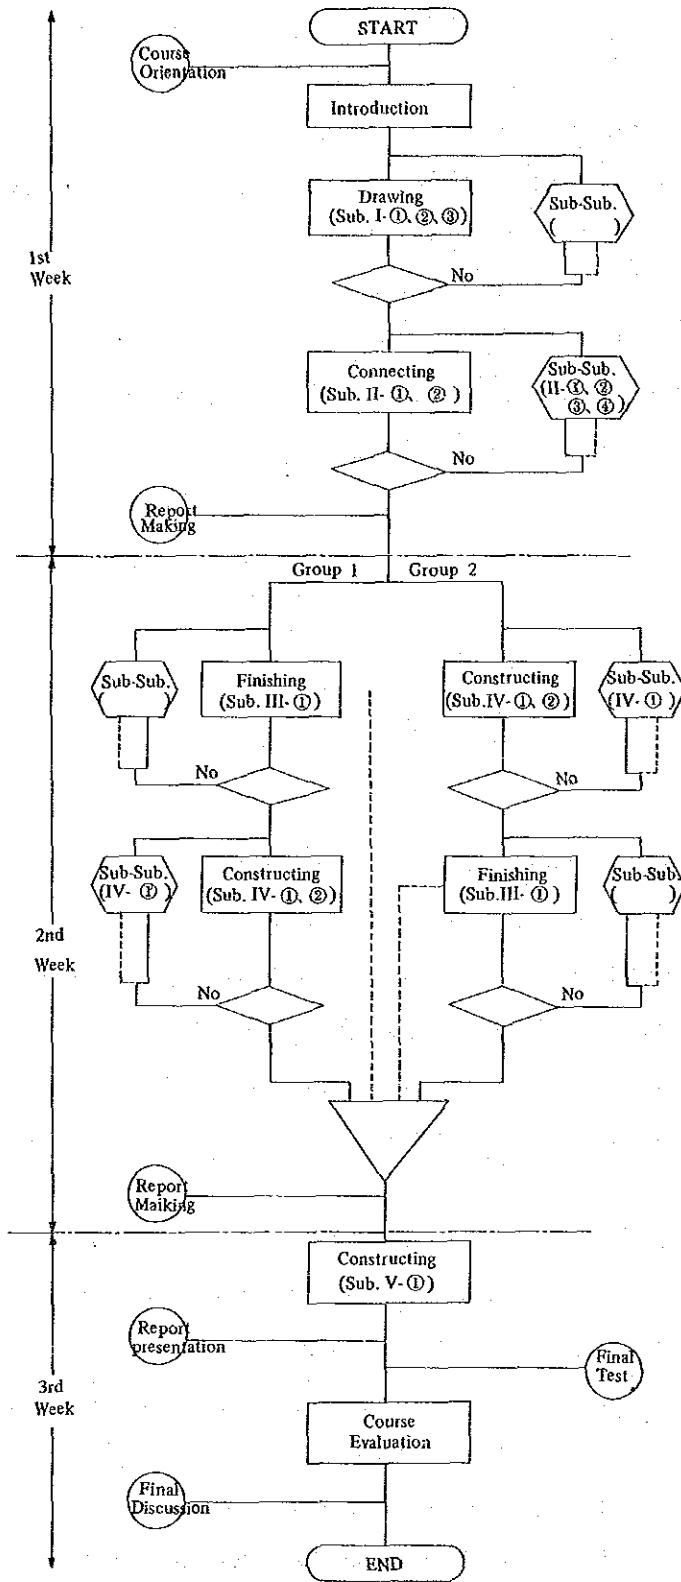 START
Course
Orientation
Introduction
Drawing
(Sub. I-①、②、③)
Sub-Sub.
(          )
No
1st
Week
Connecting
(Sub. II- ①、 ② )
Sub-Sub.
(II-①、②
③、④)
No
Report
Making
Group 1
Group 2
Sub-Sub.
(          )
Finishing
(Sub. III-①)
Constructing
(Sub.IV-①、②)
Sub-Sub.
(IV-①)
No
No
Sub-Sub.
(IV- ①)
Constructing
(Sub. IV-①、②)
Finishing
(Sub.III-①)
Sub-Sub.
(          )
2nd
Week
No
No
Report
Maiking
Constructing
(Sub. V-①)
Report
presentation
Final
Test
3rd
Week
Course
Evaluation
Final
Discussion
END